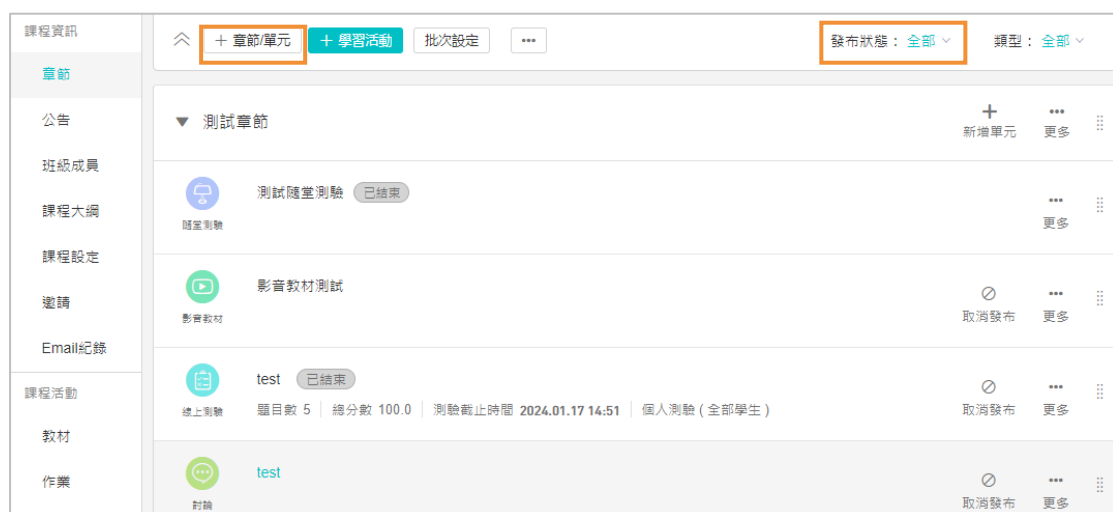 課程資訊
章節
公告
班級成員
課程大綱
課程設定
邀請
Email紀錄
課程活動
教材
作業
+ 章節/單元 + 學習活動 批次設定 ••• 發布狀態： 全部 類型： 全部
測試章節 新增單元 更多
測試隨堂測驗 已結束
隨堂測驗 更多
影音教材測試
影音教材 取消發布 更多
test 已結束
線上測驗 題目數 5 總分數 100.0 測驗截止時間 2024.01.17 14:51 個人測驗 ( 全部學生 ) 取消發布 更多
test
討論 取消發布 更多